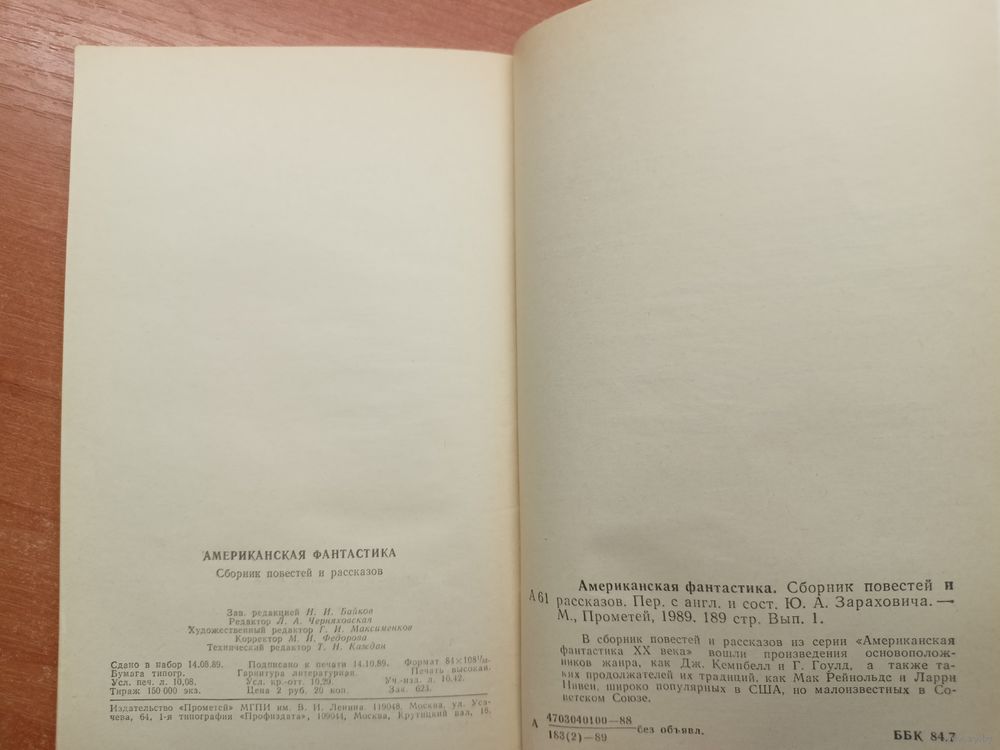 АМЕРИКАНСКАЯ ФАНТАСТИКА
Сборник повестей и рассказов
Зав. редакцией Н. И. Байков
Редактор Л. А. Черняховская
Художественный редактор Г. И. Максименков
Корректор М. И. Федорова
Технический редактор Т. Н. Каждан
Сдано в набор 14.08.89. Подписано к печати 14.10.89. Формат 84×108¹/₃₂.
Бумага типогр. Гарнитура литературная. Печать высокая.
Усл. печ. л. 10,08. Усл. кр.-отт. 10.29. Уч.-изд. л. 10.42.
Тираж 150 000 экз. Цена 2 руб. 20 коп. Зак. 623.
Издательство «Прометей» МГПИ им. В. И. Ленина. 119048, Москва, ул. Уса-
чева, 64, 1-я типография «Профиздата», 109044, Москва, Крутицкий вал, 18.
Американская фантастика. Сборник повестей и
А 61 рассказов. Пер. с англ. и сост. Ю. А. Зараховича. —
М., Прометей, 1989. 189 стр. Вып. 1.
В сборник повестей и рассказов из серии «Американская
фантастика XX века» вошли произведения основополож-
ников жанра, как Дж. Кемпбелл и Г. Гоулд, а также та-
ких продолжателей их традиций, как Мак Рейнольдс и Ларри
Нивен, широко популярных в США, но малоизвестных в Со-
ветском Союзе.
А 4703040100—88
183(2)—89 без объявл.
ББК 84.7